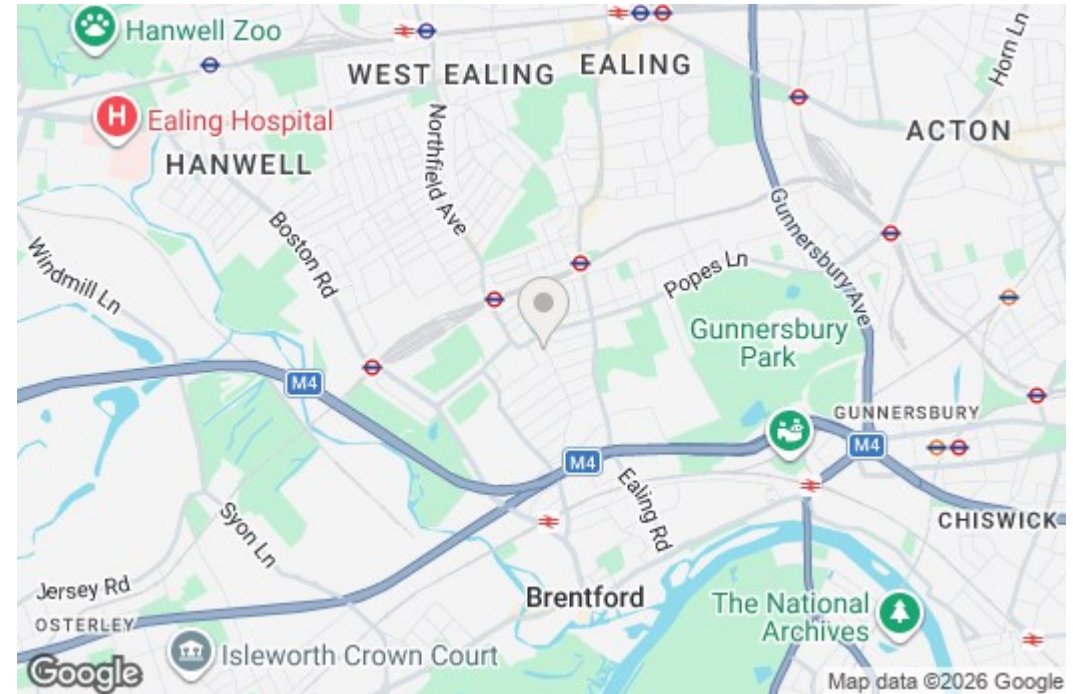 Hanwell Zoo
WEST EALING
EALING
Horn Ln
H
Ealing Hospital
ACTON
HANWELL
Northfield Ave
Boston Rd
Gunnersbury Ave
Windmill Ln
Popes Ln
Gunnersbury
Park
M4
GUNNERSBURY
M4
M4
Ealing Rd
Syon Ln
CHISWICK
Jersey Rd
Brentford
The National
Archives
OSTERLEY
Isleworth Crown Court
Google
Map data ©2026 Google